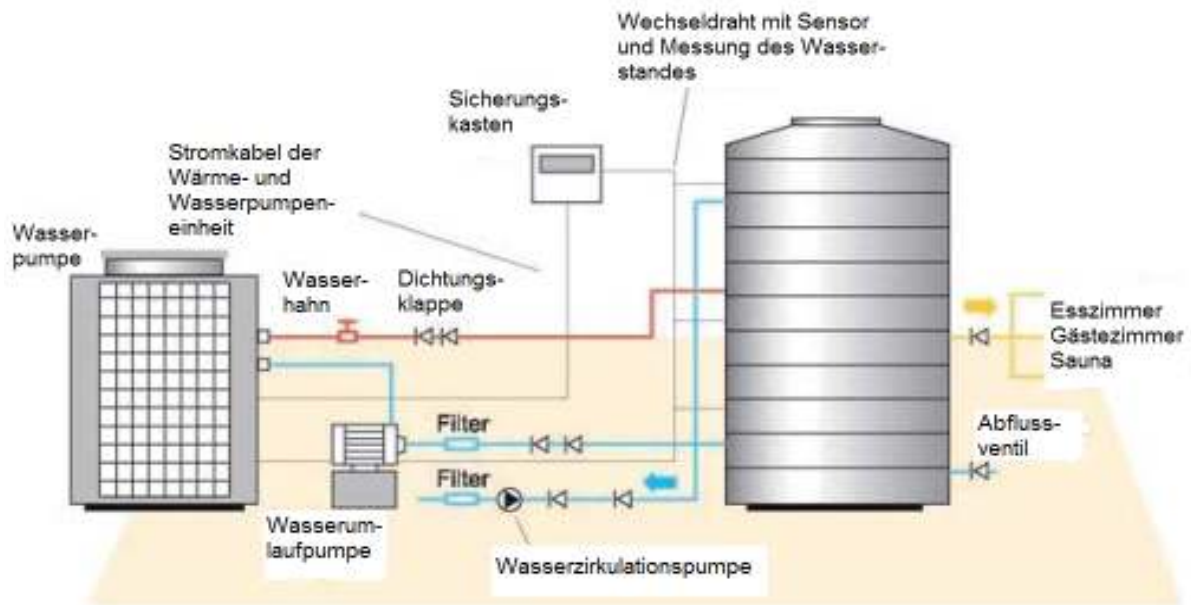 Wechseldraht mit Sensor
und Messung des Wasser-
standes
Sicherungs-
kasten
Stromkabel der
Wärme- und
Wasserpumpen-
einheit
Wasser-
pumpe
Wasser-
hahn
Dichtungs-
klappe
Esszimmer
Gästezimmer
Sauna
Filter
Abfluss-
ventil
Filter
Wasserum-
laufpumpe
Wasserzirkulationspumpe